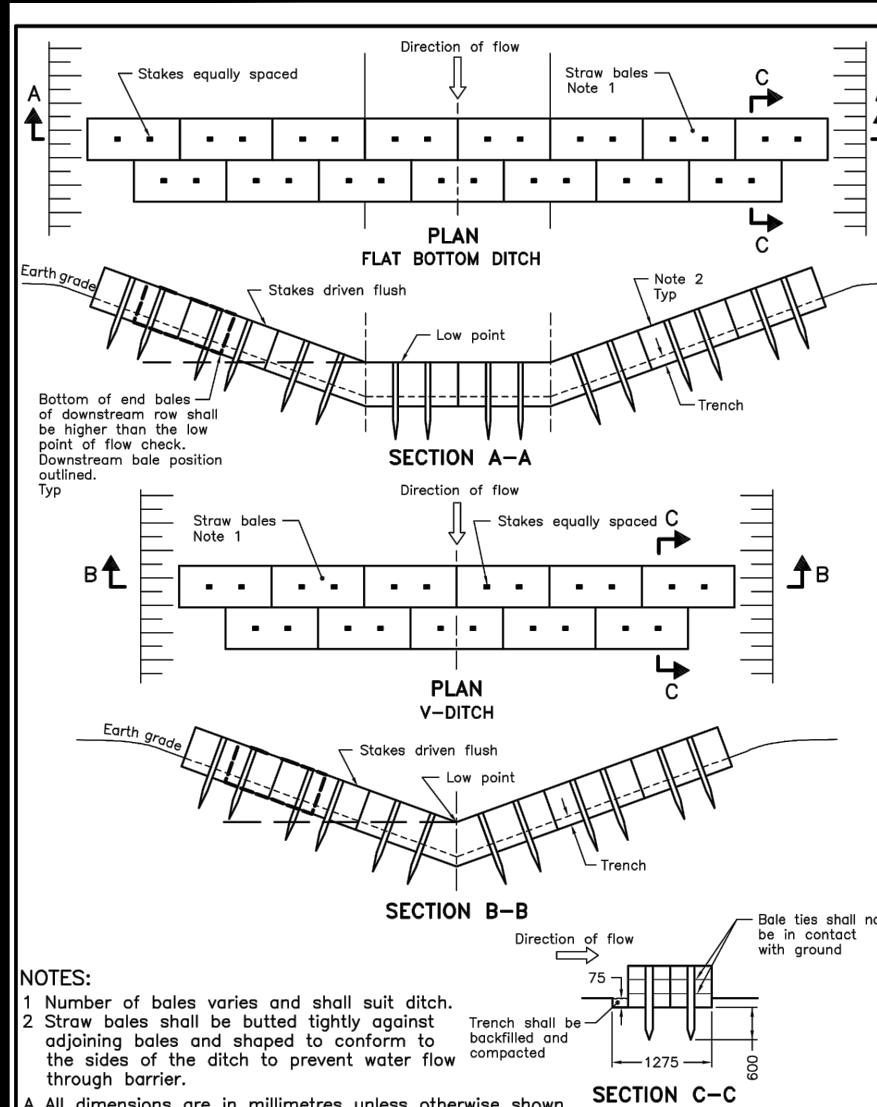 Direction of flow
Stakes equally spaced
Straw bales
Note 1
C
A
C
PLAN
FLAT BOTTOM DITCH
Earth grade
Stakes driven flush
Note 2
Typ
Low point
Trench
Bottom of end bales
of downstream row shall
be higher than the low
point of flow check.
Downstream bale position
outlined.
Typ
SECTION A-A
Direction of flow
Straw bales
Note 1
Stakes equally spaced
C
B
B
C
PLAN
V-DITCH
Earth grade
Stakes driven flush
Low point
Trench
SECTION B-B
Direction of flow
Bale ties shall
be in contact
with ground
75
Trench shall be
backfilled and
compacted
1275
600
SECTION C-C
NOTES:
1 Number of bales varies and shall suit ditch.
2 Straw bales shall be butted tightly against
adjoining bales and shaped to conform to
the sides of the ditch to prevent water flow
through barrier.
A All dimensions are in millimetres unless otherwise shown